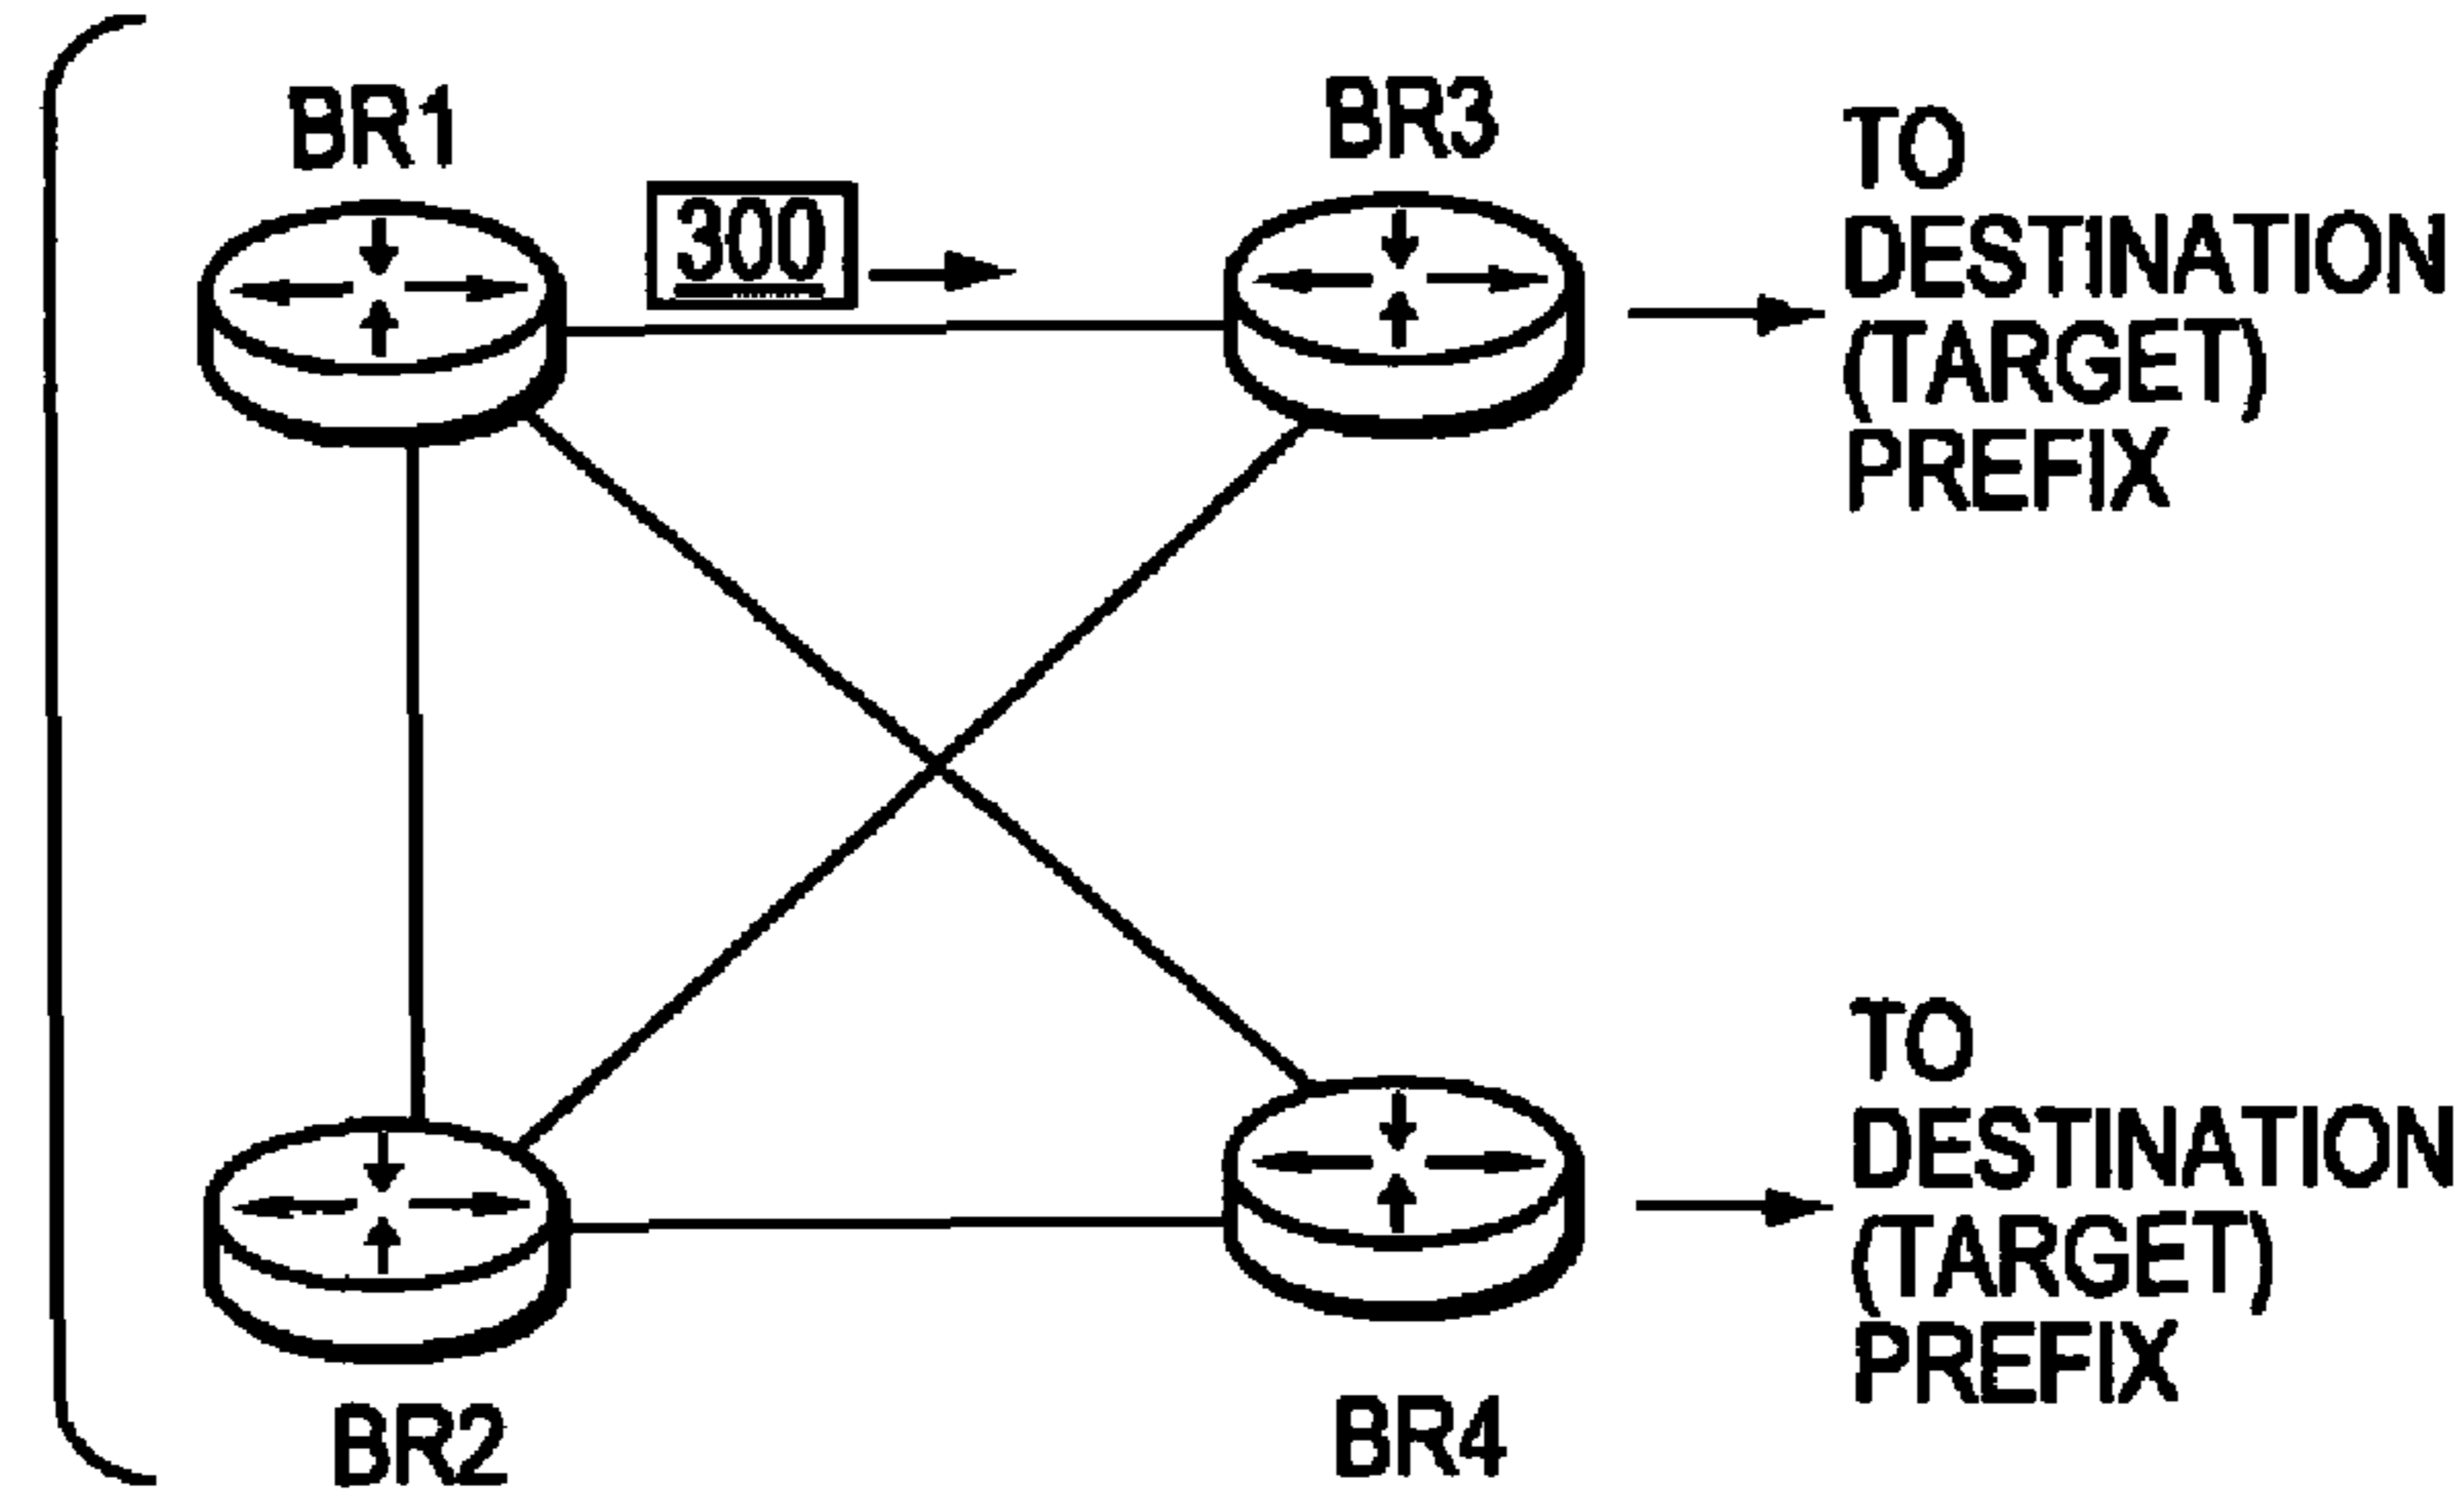 BR1
300
BR3
TO
DESTINATION
(TARGET)
PREFIX
TO
DESTINATION
(TARGET)
PREFIX
BR2
BR4